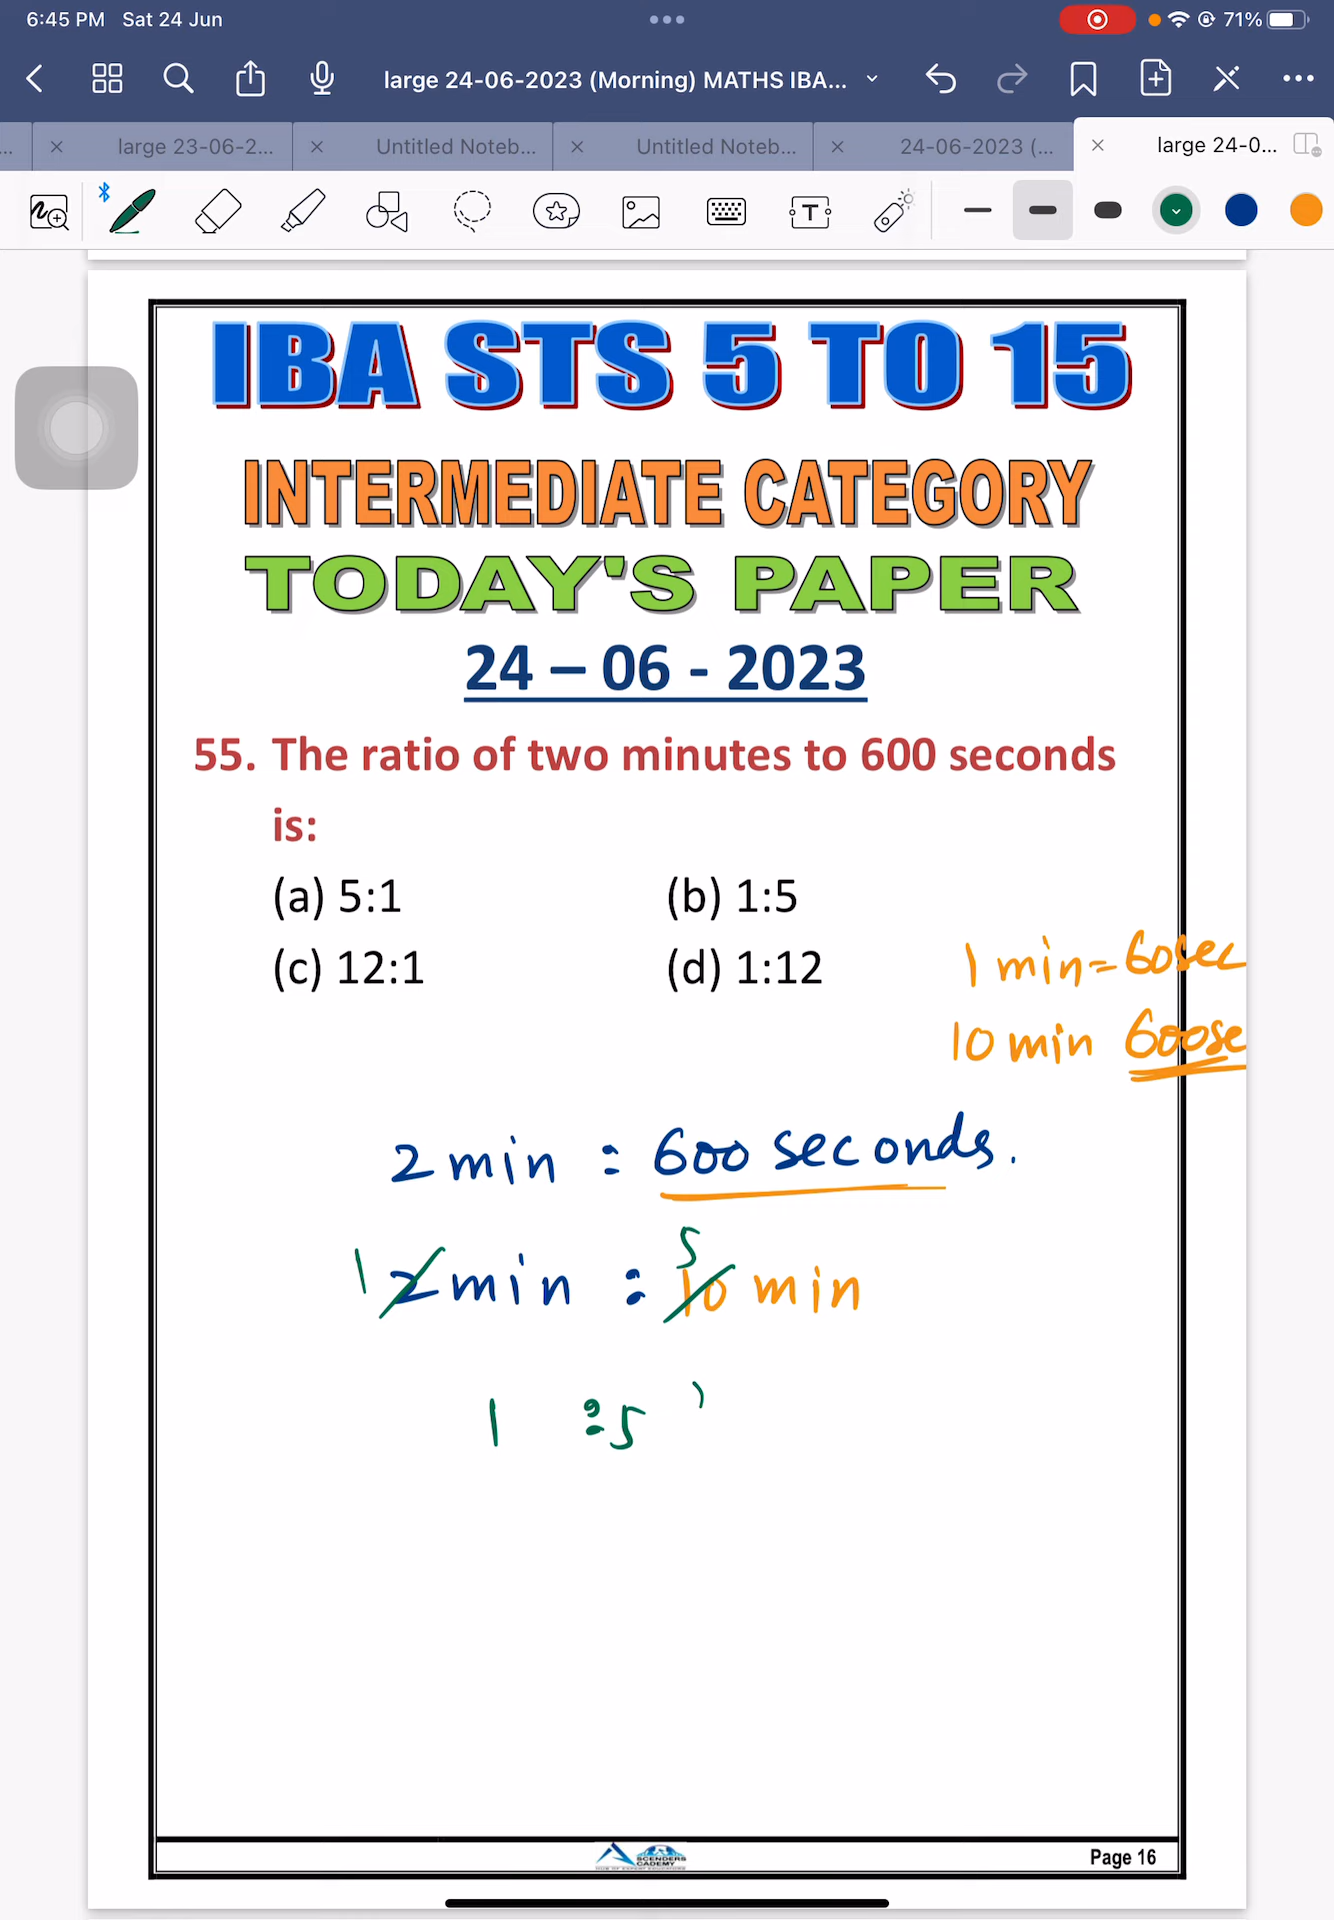 6:45 PM Sat 24 Jun
71%
large 24-06-2023 (Morning) MATHS IBA...
large 23-06-2...
Untitled Noteb...
Untitled Noteb...
24-06-2023 (...
large 24-0...
IBA STS 5 TO 15
INTERMEDIATE CATEGORY
TODAY'S PAPER
24 – 06 - 2023
55. The ratio of two minutes to 600 seconds
is:
(a) 5:1
(b) 1:5
(c) 12:1
(d) 1:12
1 min = 60sec
10 min 600se
2 min : 600 seconds.
1 2 min : 10 min
5
1 : 5
SCENDERS
CADEMY
Page 16